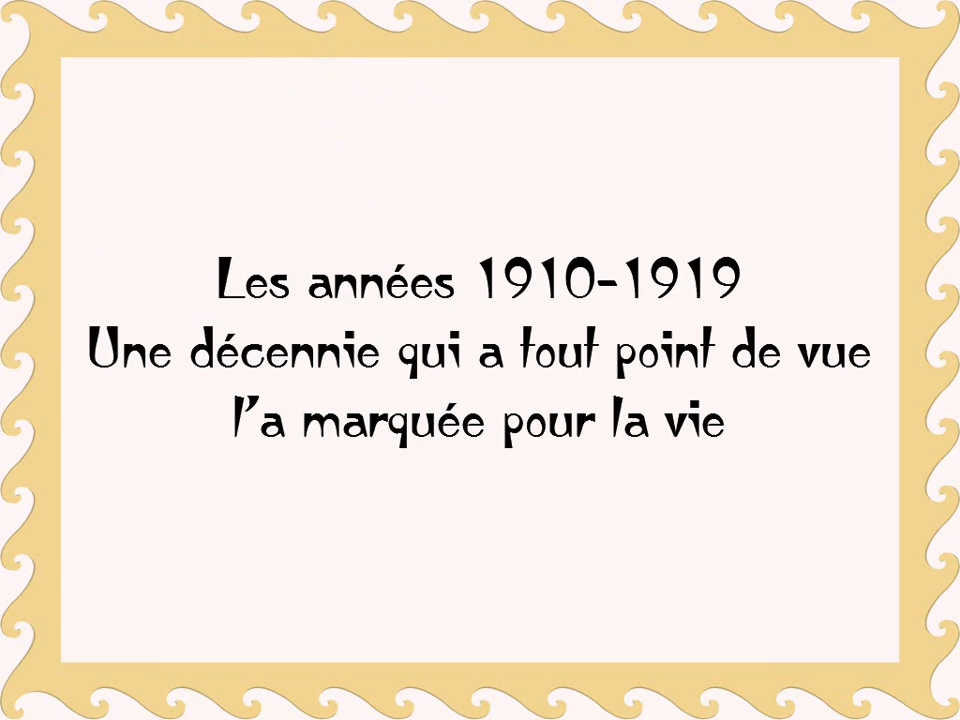 Les années 1910-1919
Une décennie qui a tout point de vue
l'a marquée pour la vie